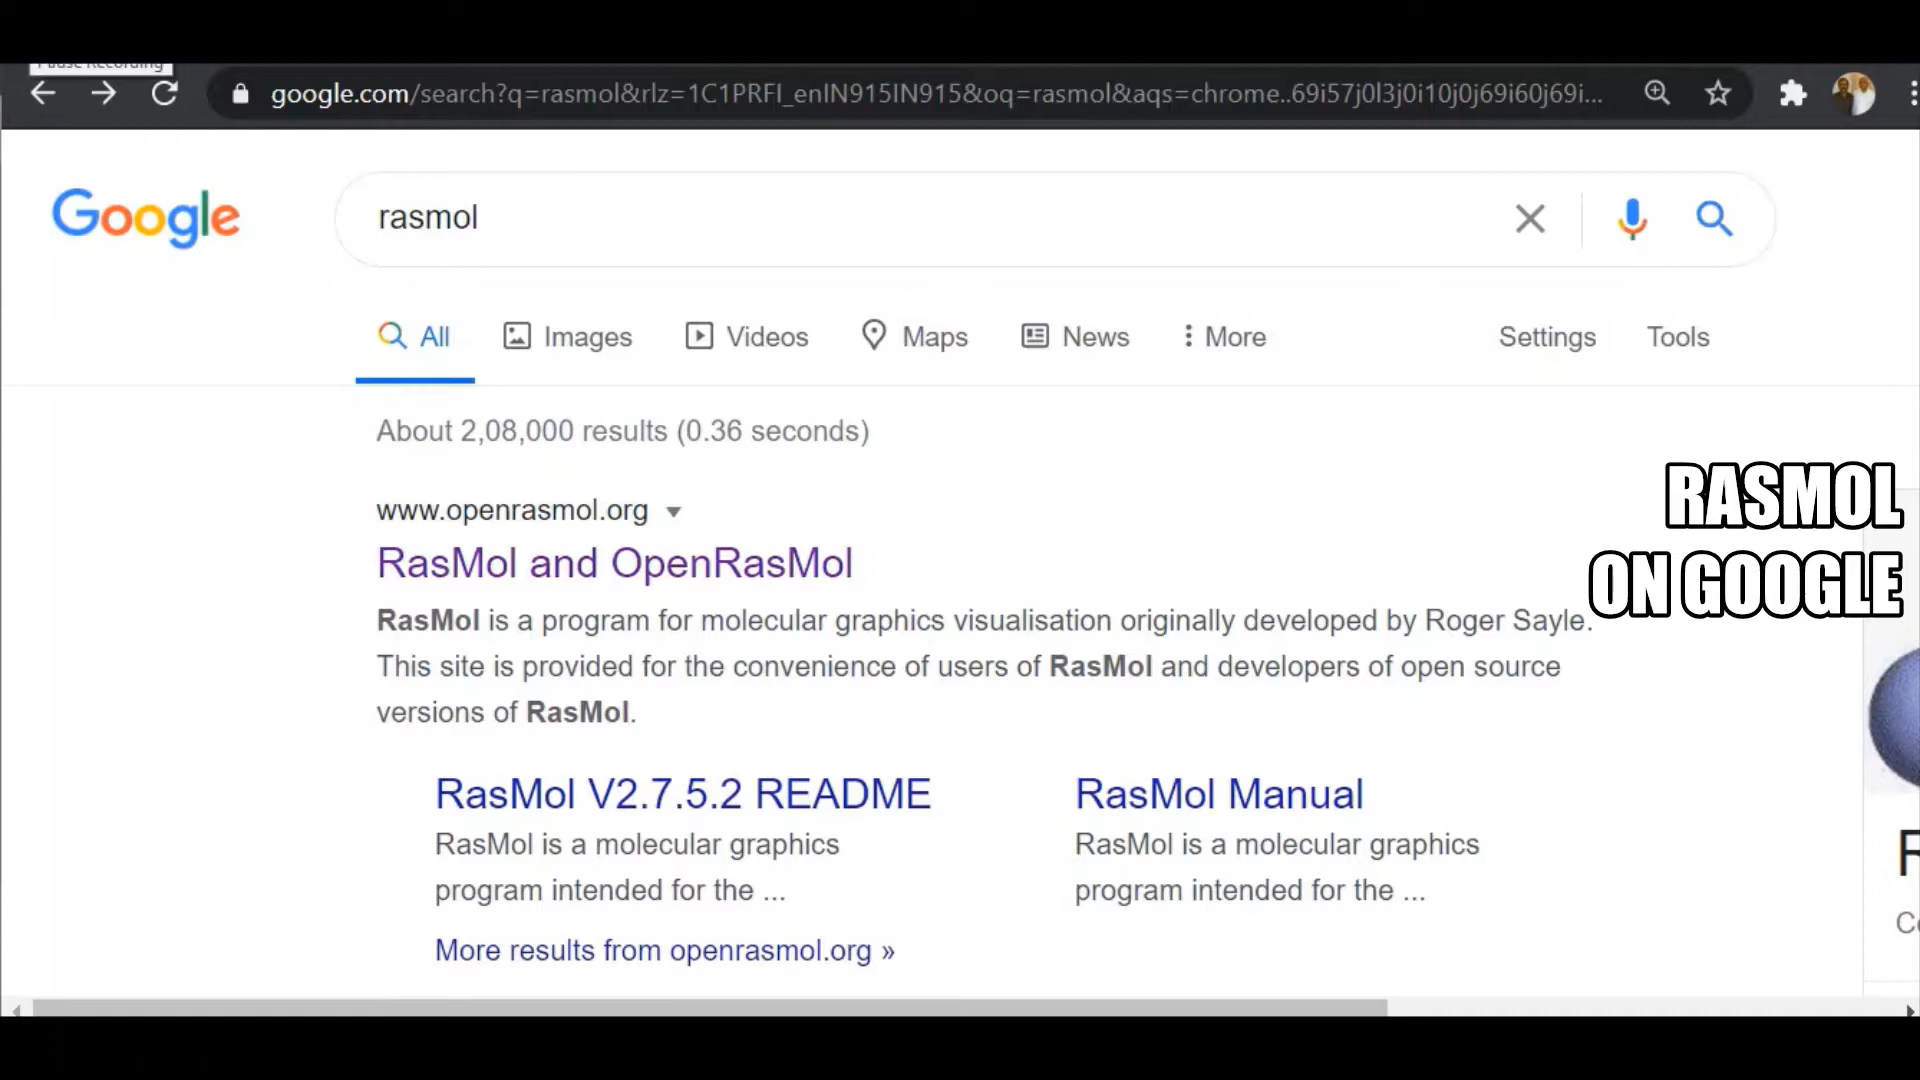 google.com/search?q=rasmol&rlz=1C1PRFI_enIN915IN915&oq=rasmol&aqs=chrome..69i57j0l3j0i10j0j69i60j69i...
Google
rasmol
All Images Videos Maps News More Settings Tools
About 2,08,000 results (0.36 seconds)
www.openrasmol.org
RasMol and OpenRasMol
RasMol is a program for molecular graphics visualisation originally developed by Roger Sayle.
This site is provided for the convenience of users of RasMol and developers of open source
versions of RasMol.
RASMOL
ON GOOGLE
RasMol V2.7.5.2 README
RasMol is a molecular graphics
program intended for the ...
RasMol Manual
RasMol is a molecular graphics
program intended for the ...
More results from openrasmol.org »